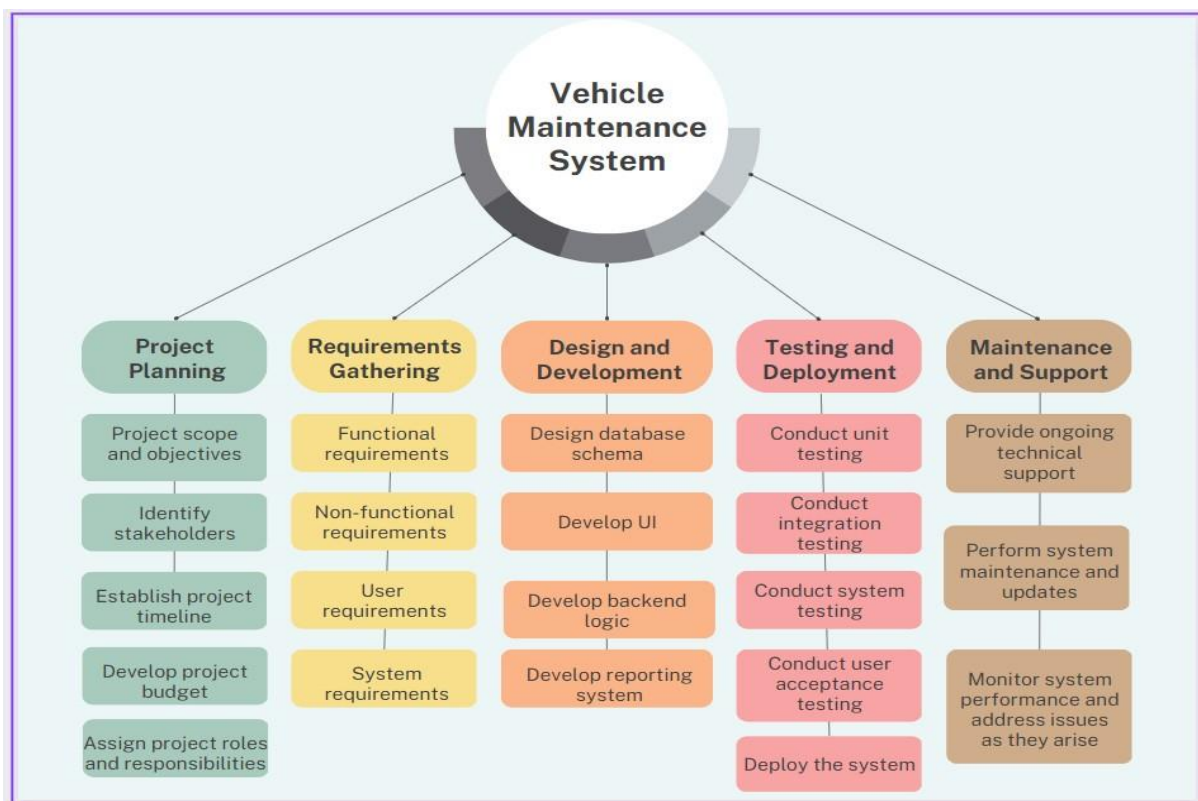 Vehicle
Maintenance
System
Project
Planning
Project scope
and objectives
Identify
stakeholders
Establish project
timeline
Develop project
budget
Assign project roles
and responsibilities
Requirements
Gathering
Functional
requirements
Non-functional
requirements
User
requirements
System
requirements
Design and
Development
Design database
schema
Develop UI
Develop backend
logic
Develop reporting
system
Testing and
Deployment
Conduct unit
testing
Conduct
integration
testing
Conduct system
testing
Conduct user
acceptance
testing
Deploy the system
Maintenance
and Support
Provide ongoing
technical
support
Perform system
maintenance and
updates
Monitor system
performance and
address issues
as they arise